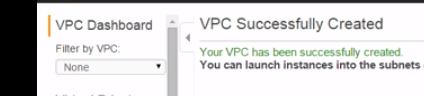 VPC Dashboard
Filter by VPC:
None
VPC Successfully Created
Your VPC has been successfully created.
You can launch instances into the subnets